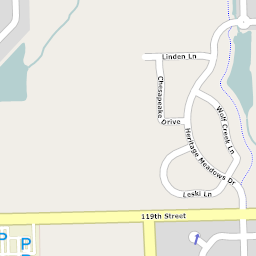 Linden Ln
Chesapeake Drive
Wolf Creek Ln
Heritage Meadows Dr
Leski Ln
119th Street
P
P
P